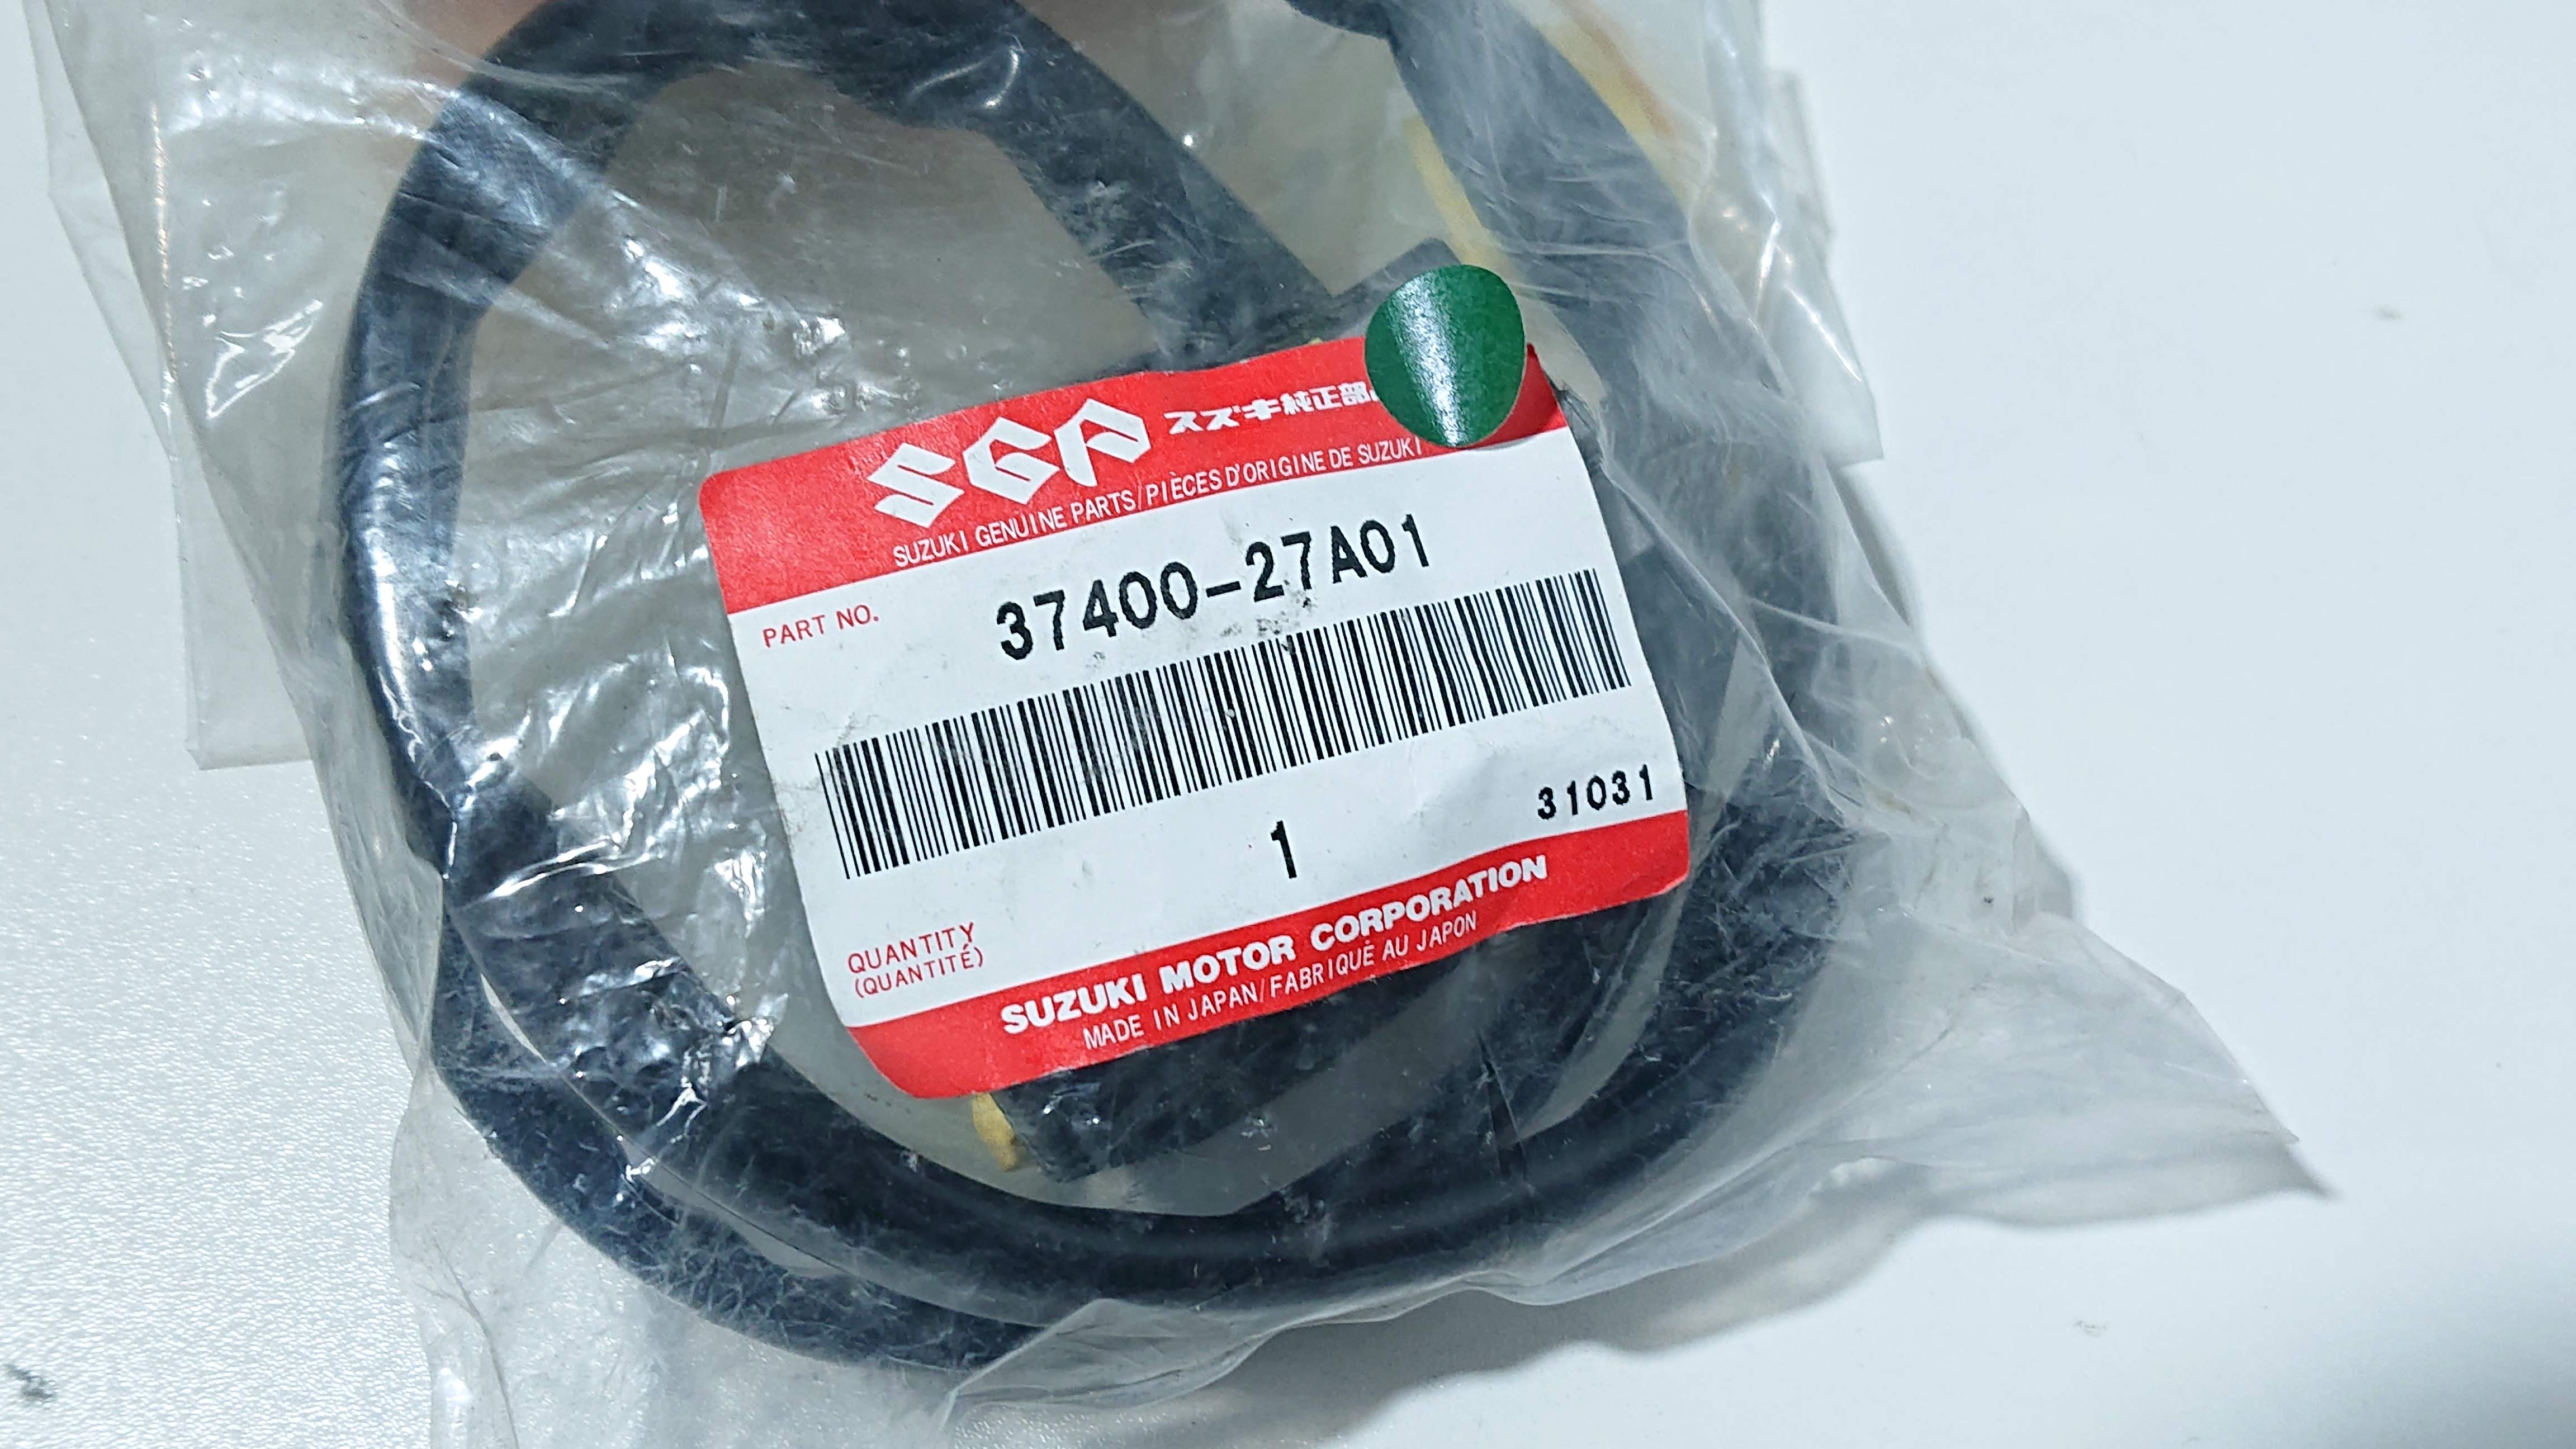 SGP スズキ純正部
SUZUKI GENUINE PARTS/PIÈCES D'ORIGINE DE SUZUKI
PART NO. 37400-27A01
31031
1
QUANTITY
(QUANTITÉ)
SUZUKI MOTOR CORPORATION
MADE IN JAPAN/FABRIQUÉ AU JAPON